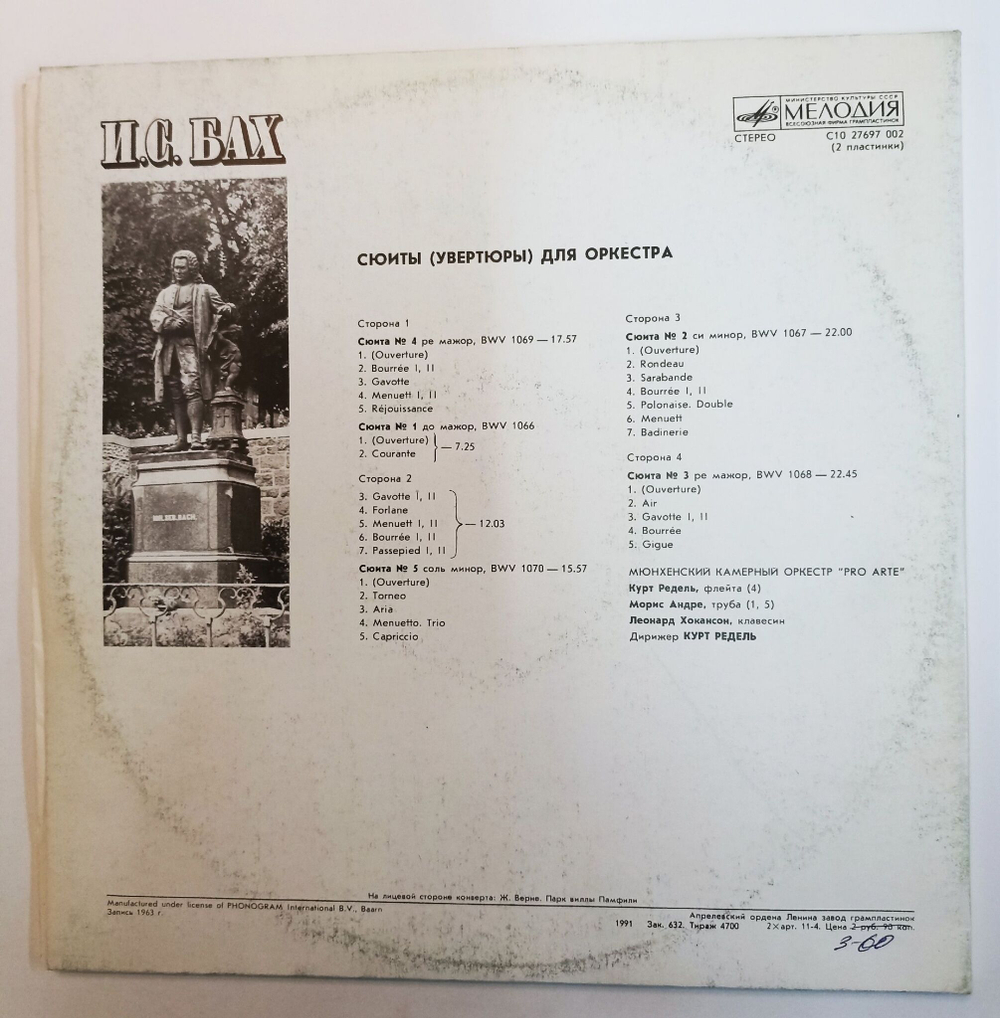 И.С. БАХ
МИНИСТЕРСТВО КУЛЬТУРЫ СССР
МЕЛОДИЯ
ВСЕСОЮЗНАЯ ФИРМА ГРАМПЛАСТИНОК
СТЕРЕО С10 27697 002
(2 пластинки)
СЮИТЫ (УВЕРТЮРЫ) ДЛЯ ОРКЕСТРА
Сторона 1
Сюита № 4 ре мажор, BWV 1069 — 17.57
1. (Ouverture)
2. Bourrée I, II
3. Gavotte
4. Menuett I, II
5. Réjouissance
Сюита № 1 до мажор, BWV 1066
1. (Ouverture)
2. Courante
— 7.25
Сторона 2
3. Gavotte I, II
4. Forlane
5. Menuett I, II — 12.03
6. Bourrée I, II
7. Passepied I, II
Сюита № 5 соль минор, BWV 1070 — 15.57
1. (Ouverture)
2. Torneo
3. Aria
4. Menuetto. Trio
5. Capriccio
Сторона 3
Сюита № 2 си минор, BWV 1067 — 22.00
1. (Ouverture)
2. Rondeau
3. Sarabande
4. Bourrée I, II
5. Polonaise. Double
6. Menuett
7. Badinerie
Сторона 4
Сюита № 3 ре мажор, BWV 1068 — 22.45
1. (Ouverture)
2. Air
3. Gavotte I, II
4. Bourrée
5. Gigue
МЮНХЕНСКИЙ КАМЕРНЫЙ ОРКЕСТР "PRO ARTE"
Курт Редель, флейта (4)
Морис Андре, труба (1, 5)
Леонард Хокансон, клавесин
Дирижер КУРТ РЕДЕЛЬ
На лицевой стороне конверта: Ж. Верне. Парк виллы Памфили
Manufactured under license of PHONOGRAM International B.V., Baarn
Запись 1963 г.
Апрелевский ордена Ленина завод грампластинок
1991 Зак. 632. Тираж 4700 2×арт. 11-4. Цена 2 руб. 90 коп.
3-60